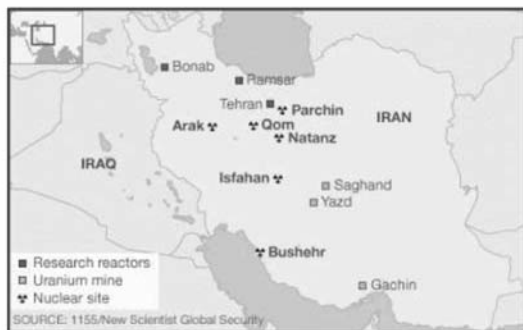 Bonab
Ramsar
Tehran
Parchin
IRAN
Arak
Qom
Natanz
IRAQ
Isfahan
Saghand
Yazd
Bushehr
Research reactors
Uranium mine
Nuclear site
Gachin
SOURCE: 1155/New Scientist Global Security